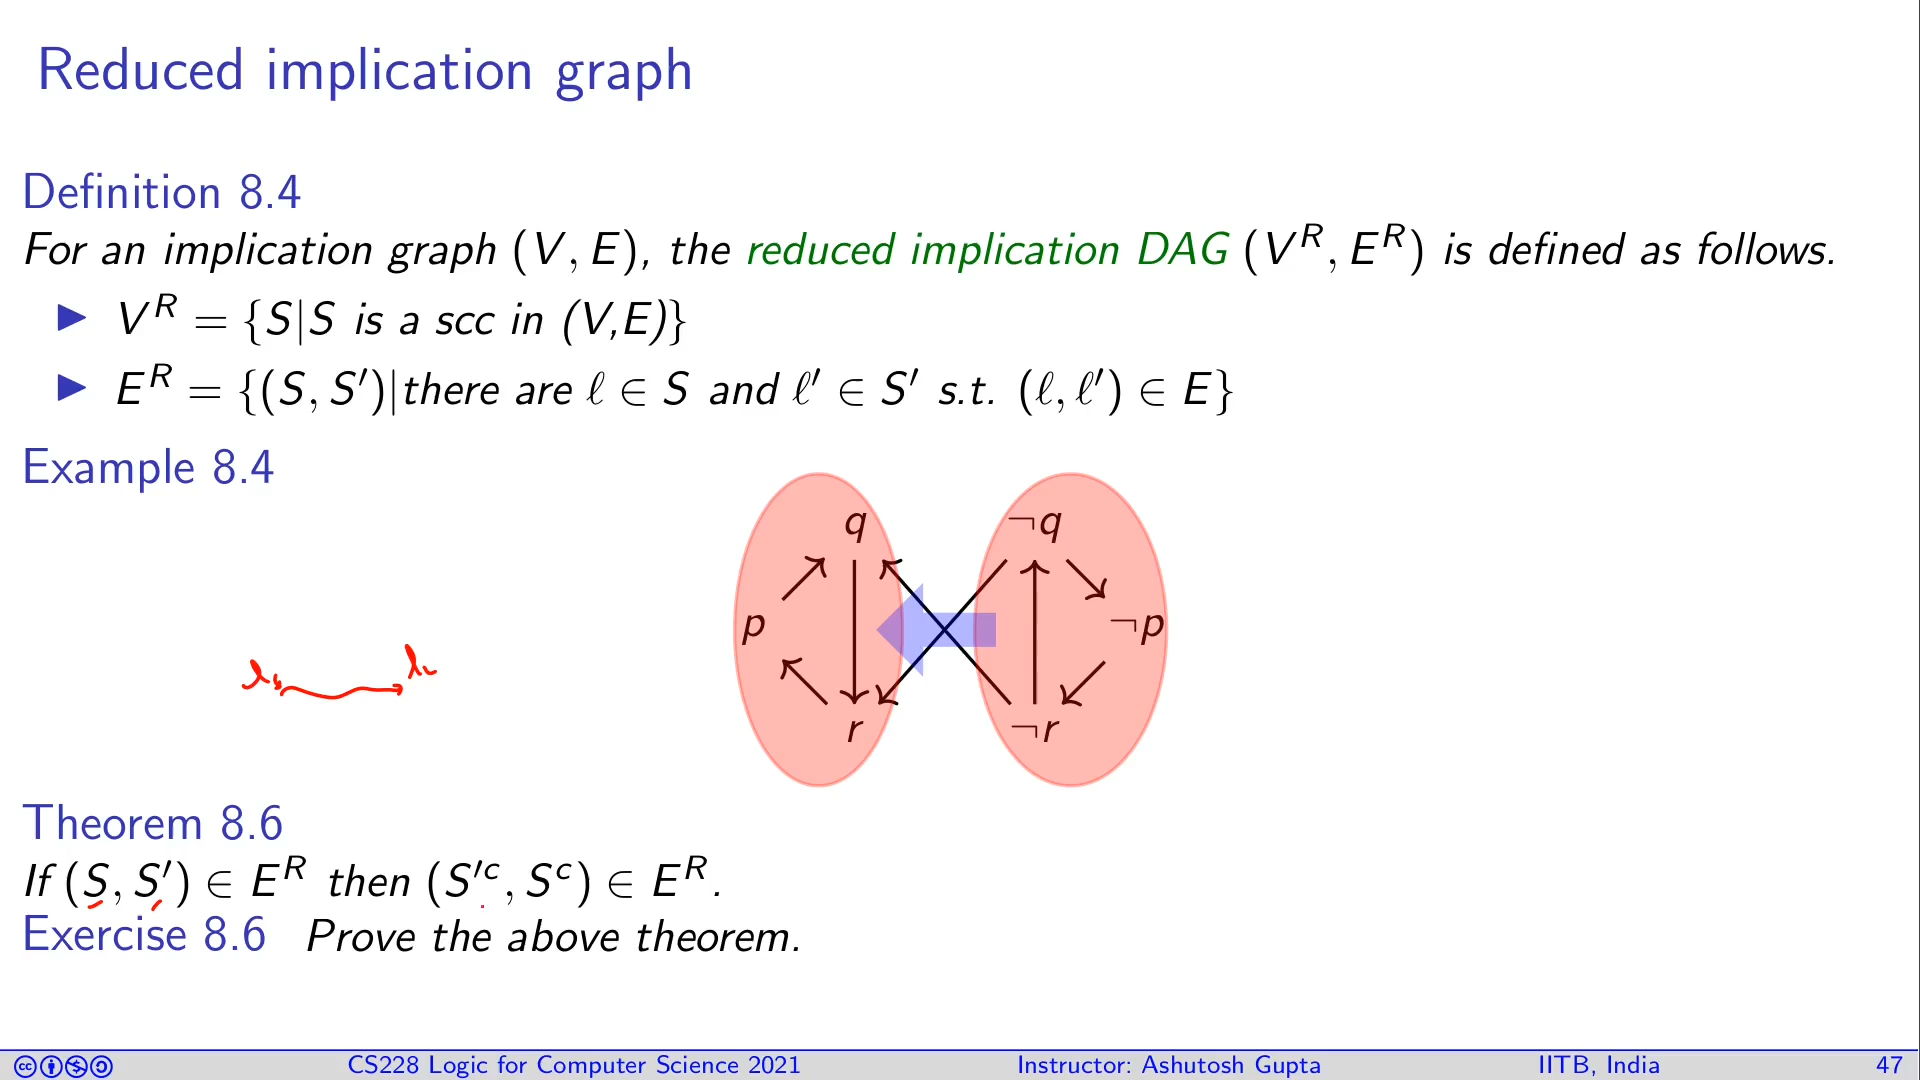 Reduced implication graph
Definition 8.4
For an implication graph (V, E), the reduced implication DAG (V^R, E^R) is defined as follows.
▶ V^R = {S|S is a scc in (V,E)}
▶ E^R = {(S, S′)|there are ℓ ∈ S and ℓ′ ∈ S′ s.t. (ℓ, ℓ′) ∈ E}
Example 8.4
q ¬q
p ¬p
r ¬r
Theorem 8.6
If (S, S′) ∈ E^R then (S′^c, S^c) ∈ E^R.
Exercise 8.6 Prove the above theorem.
CS228 Logic for Computer Science 2021 Instructor: Ashutosh Gupta IITB, India 47